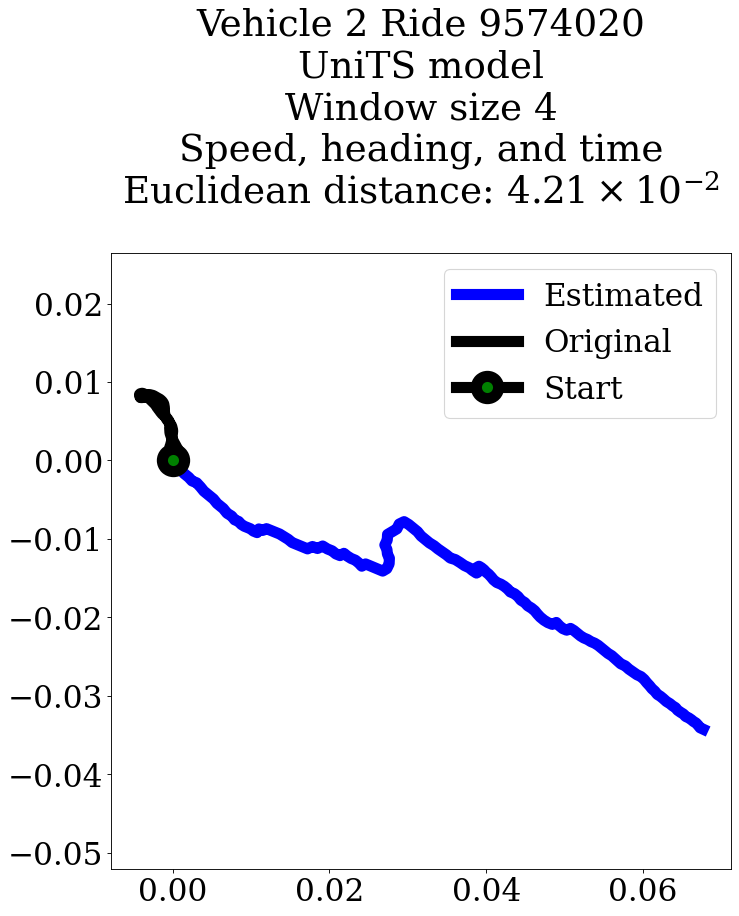 Vehicle 2 Ride 9574020
UniTS model
Window size 4
Speed, heading, and time
Euclidean distance: 4.21 × 10⁻²
Estimated
Original
Start
0.02
0.01
0.00
−0.01
−0.02
−0.03
−0.04
−0.05
0.00 0.02 0.04 0.06